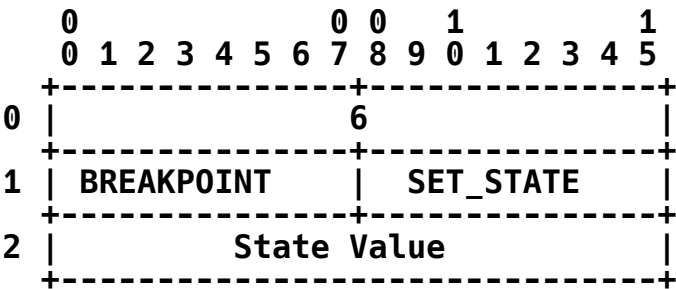 0             0 0   1         1
    0 1 2 3 4 5 6 7 8 9 0 1 2 3 4 5
   +---------------+---------------+
0  |               6               |
   +---------------+---------------+
1  | BREAKPOINT    |  SET_STATE    |
   +---------------+---------------+
2  |         State Value           |
   +-------------------------------+